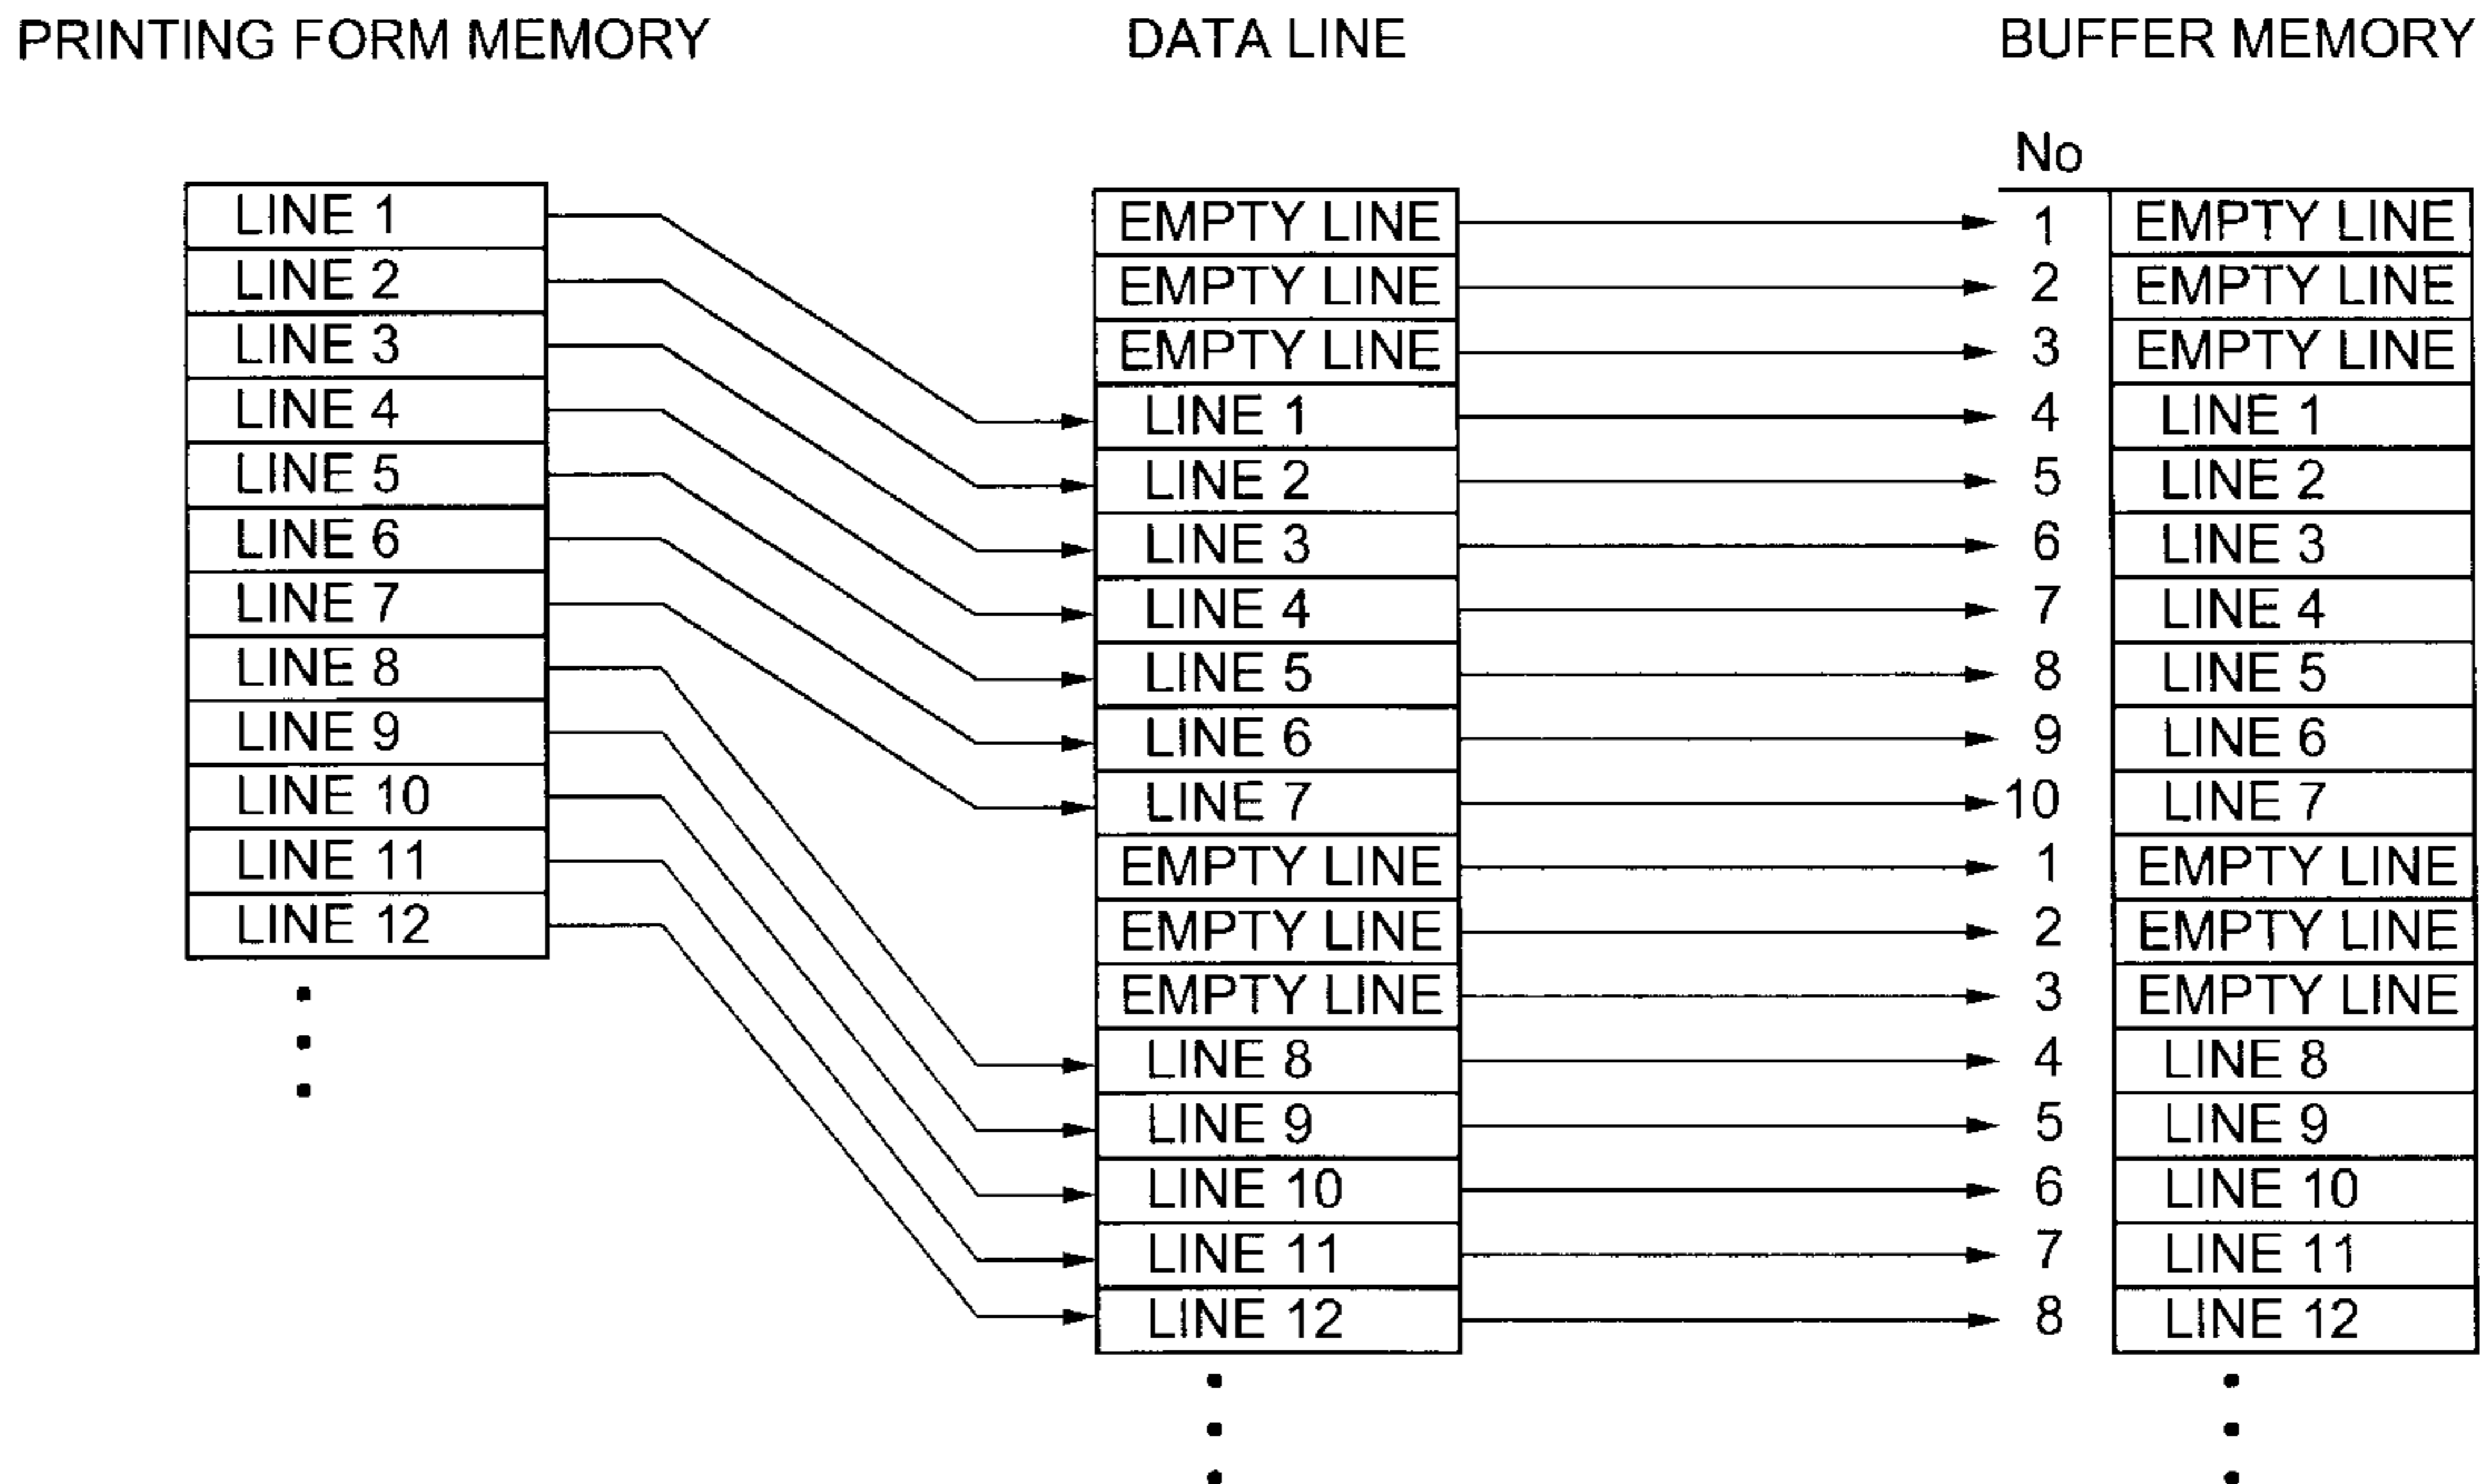 PRINTING FORM MEMORY
LINE 1
LINE 2
LINE 3
LINE 4
LINE 5
LINE 6
LINE 7
LINE 8
LINE 9
LINE 10
LINE 11
LINE 12
DATA LINE
EMPTY LINE
EMPTY LINE
EMPTY LINE
LINE 1
LINE 2
LINE 3
LINE 4
LINE 5
LINE 6
LINE 7
EMPTY LINE
EMPTY LINE
EMPTY LINE
LINE 8
LINE 9
LINE 10
LINE 11
LINE 12
BUFFER MEMORY
No
1 EMPTY LINE
2 EMPTY LINE
3 EMPTY LINE
4 LINE 1
5 LINE 2
6 LINE 3
7 LINE 4
8 LINE 5
9 LINE 6
10 LINE 7
1 EMPTY LINE
2 EMPTY LINE
3 EMPTY LINE
4 LINE 8
5 LINE 9
6 LINE 10
7 LINE 11
8 LINE 12